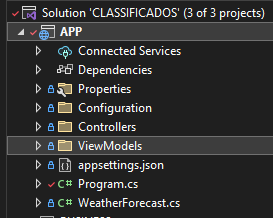 Solution 'CLASSIFICADOS' (3 of 3 projects)
APP
Connected Services
Dependencies
Properties
Configuration
Controllers
ViewModels
appsettings.json
C# Program.cs
C# WeatherForecast.cs